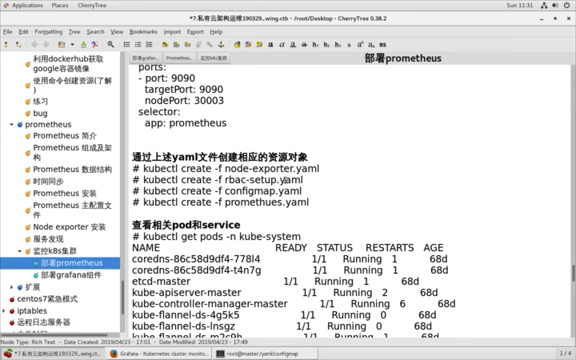 Applications Places CherryTree Sun 11:31
*7.私有云架构运维190329..wing.ctb - /root/Desktop - CherryTree 0.38.2
File Edit Formatting Tree Search View Bookmarks Import Export Help
利用dockerhub获取
google容器镜像
使用命令创建资源(了解
)
练习
bug
prometheus
Prometheus 简介
Prometheus 组成及架
构
Prometheus 数据结构
时间同步
Prometheus 安装
Prometheus 主配置文
件
Node exporter 安装
服务发现
监控k8s集群
部署prometheus
部署grafana组件
扩展
centos7紧急模式
iptables
远程日志服务器
部署grafan.. Prometheu.. 监控k8s集群
部署prometheus
ports:
- port: 9090
targetPort: 9090
nodePort: 30003
selector:
app: prometheus
通过上述yaml文件创建相应的资源对象
# kubectl create -f node-exporter.yaml
# kubectl create -f rbac-setup.yaml
# kubectl create -f configmap.yaml
# kubectl create -f promethues.yaml
查看相关pod和service
# kubectl get pods -n kube-system
NAME READY STATUS RESTARTS AGE
coredns-86c58d9df4-778l4 1/1 Running 1 68d
coredns-86c58d9df4-t4n7g 1/1 Running 1 68d
etcd-master 1/1 Running 1 68d
kube-apiserver-master 1/1 Running 2 68d
kube-controller-manager-master 1/1 Running 6 68d
kube-flannel-ds-4g5k5 1/1 Running 0 68d
kube-flannel-ds-lnsgz 1/1 Running 0 68d
Node Type: Rich Text - Date Created: 2019/04/23 - 17:01 - Date Modified: 2019/04/23 - 17:49
*7.私有云架构运维190329..wing.ctb.. Grafana - Kubernetes cluster monito.. root@master:/yaml/configmap 1 / 4